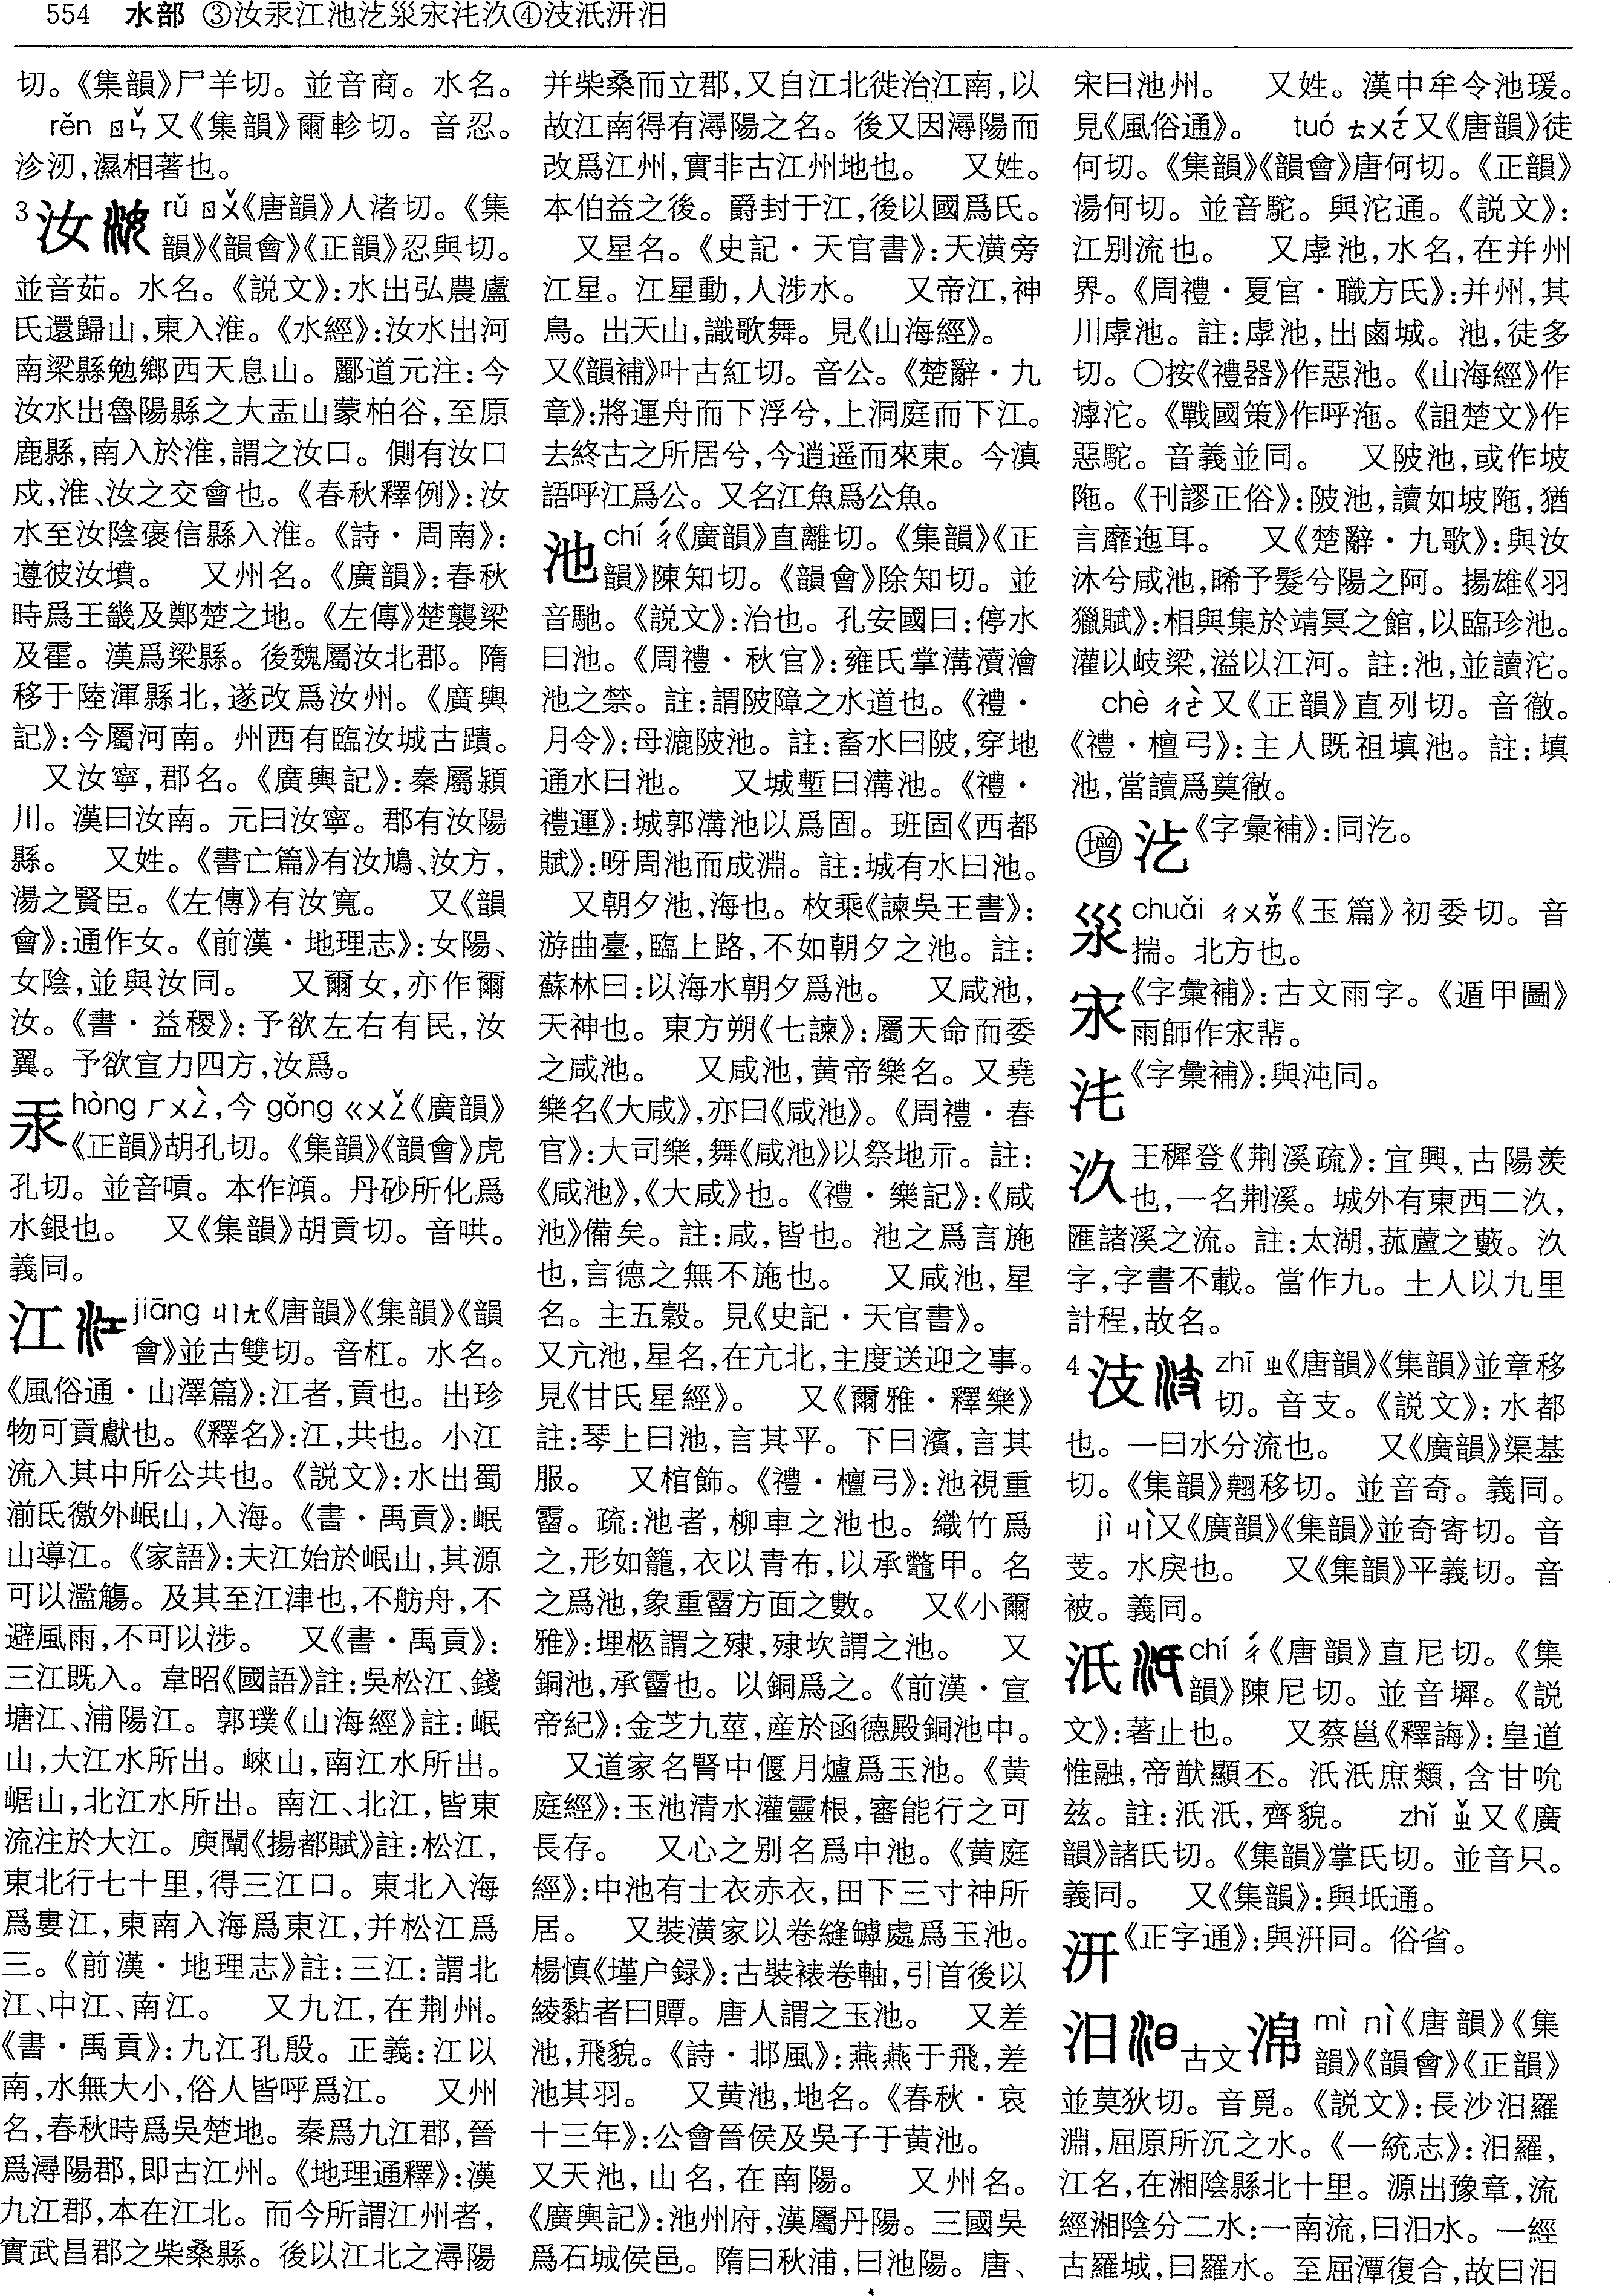 554 水部 ③汝汞江池汔㴇㲾汑氿④汥汦汧汨
切。《集韻》尸羊切。並音商。水名。
rěn ㄖㄣˇ又《集韻》爾軫切。音忍。
沴涊,濕相著也。
3汝 rǔ ㄖㄨˇ《唐韻》人渚切。《集
韻》《韻會》《正韻》忍與切。
並音茹。水名。《説文》:水出弘農盧
氏還歸山,東入淮。《水經》:汝水出河
南梁縣勉鄉西天息山。酈道元注:今
汝水出魯陽縣之大盂山蒙柏谷,至原
鹿縣,南入於淮,謂之汝口。側有汝口
戍,淮、汝之交會也。《春秋釋例》:汝
水至汝陰褒信縣入淮。《詩·周南》:
遵彼汝墳。 又州名。《廣韻》:春秋
時爲王畿及鄭楚之地。《左傳》楚襲梁
及霍。漢爲梁縣。後魏屬汝北郡。隋
移于陸渾縣北,遂改爲汝州。《廣輿
記》:今屬河南。州西有臨汝城古蹟。
又汝寧,郡名。《廣輿記》:秦屬潁
川。漢曰汝南。元曰汝寧。郡有汝陽
縣。 又姓。《書亡篇》有汝鳩、汝方,
湯之賢臣。《左傳》有汝寬。 又《韻
會》:通作女。《前漢·地理志》:女陽、
女陰,並與汝同。 又爾女,亦作爾
汝。《書·益稷》:予欲左右有民,汝
翼。予欲宣力四方,汝爲。
汞 hòng ㄏㄨㄥˋ,今 gǒng ㄍㄨㄥˇ《廣韻》
《正韻》胡孔切。《集韻》《韻會》虎
孔切。並音嗊。本作澒。丹砂所化爲
水銀也。 又《集韻》胡貢切。音哄。
義同。
江 jiāng ㄐㄧㄤ《唐韻》《集韻》《韻
會》並古雙切。音杠。水名。
《風俗通·山澤篇》:江者,貢也。出珍
物可貢獻也。《釋名》:江,共也。小江
流入其中所公共也。《説文》:水出蜀
湔氐徼外岷山,入海。《書·禹貢》:岷
山導江。《家語》:夫江始於岷山,其源
可以濫觴。及其至江津也,不舫舟,不
避風雨,不可以涉。 又《書·禹貢》:
三江既入。韋昭《國語》註:吳松江、錢
塘江、浦陽江。郭璞《山海經》註:岷
山,大江水所出。崍山,南江水所出。
崌山,北江水所出。南江、北江,皆東
流注於大江。庾闡《揚都賦》註:松江,
東北行七十里,得三江口。東北入海
爲婁江,東南入海爲東江,并松江爲
三。《前漢·地理志》註:三江:謂北
江、中江、南江。 又九江,在荆州。
《書·禹貢》:九江孔殷。正義:江以
南,水無大小,俗人皆呼爲江。 又州
名,春秋時爲吳楚地。秦爲九江郡,晉
爲潯陽郡,即古江州。《地理通釋》:漢
九江郡,本在江北。而今所謂江州者,
實武昌郡之柴桑縣。後以江北之潯陽
并柴桑而立郡,又自江北徙治江南,以
故江南得有潯陽之名。後又因潯陽而
改爲江州,實非古江州地也。 又姓。
本伯益之後。爵封于江,後以國爲氏。
又星名。《史記·天官書》:天潢旁
江星。江星動,人涉水。 又帝江,神
鳥。出天山,識歌舞。見《山海經》。
又《韻補》叶古紅切。音公。《楚辭·九
章》:將運舟而下浮兮,上洞庭而下江。
去終古之所居兮,今逍遥而來東。今滇
語呼江爲公。又名江魚爲公魚。
池 chí ㄔˊ《廣韻》直離切。《集韻》《正
韻》陳知切。《韻會》除知切。並
音馳。《説文》:治也。孔安國曰:停水
曰池。《周禮·秋官》:雍氏掌溝瀆澮
池之禁。註:謂陂障之水道也。《禮·
月令》:毋漉陂池。註:畜水曰陂,穿地
通水曰池。 又城塹曰溝池。《禮·
禮運》:城郭溝池以爲固。班固《西都
賦》:呀周池而成淵。註:城有水曰池。
又朝夕池,海也。枚乘《諫吳王書》:
游曲臺,臨上路,不如朝夕之池。註:
蘇林曰:以海水朝夕爲池。 又咸池,
天神也。東方朔《七諫》:屬天命而委
之咸池。 又咸池,黄帝樂名。又堯
樂名《大咸》,亦曰《咸池》。《周禮·春
官》:大司樂,舞《咸池》以祭地示。註:
《咸池》,《大咸》也。《禮·樂記》:《咸
池》備矣。註:咸,皆也。池之爲言施
也,言德之無不施也。 又咸池,星
名。主五穀。見《史記·天官書》。
又亢池,星名,在亢北,主度送迎之事。
見《甘氏星經》。 又《爾雅·釋樂》
註:琴上曰池,言其平。下曰濱,言其
服。 又棺飾。《禮·檀弓》:池視重
霤。疏:池者,柳車之池也。織竹爲
之,形如籠,衣以青布,以承鼈甲。名
之爲池,象重霤方面之數。 又《小爾
雅》:埋柩謂之殔,殔坎謂之池。 又
銅池,承霤也。以銅爲之。《前漢·宣
帝紀》:金芝九莖,産於函德殿銅池中。
又道家名腎中偃月爐爲玉池。《黄
庭經》:玉池清水灌靈根,審能行之可
長存。 又心之别名爲中池。《黄庭
經》:中池有士衣赤衣,田下三寸神所
居。 又裝潢家以卷縫罅處爲玉池。
楊慎《墐户録》:古裝裱卷軸,引首後以
綾黏者曰贉。唐人謂之玉池。 又差
池,飛貌。《詩·邶風》:燕燕于飛,差
池其羽。 又黄池,地名。《春秋·哀
十三年》:公會晉侯及吳子于黄池。
又天池,山名,在南陽。 又州名。
《廣輿記》:池州府,漢屬丹陽。三國吳
爲石城侯邑。隋曰秋浦,曰池陽。唐、
宋曰池州。 又姓。漢中牟令池瑗。
見《風俗通》。 tuó ㄊㄨㄛˊ又《唐韻》徒
何切。《集韻》《韻會》唐何切。《正韻》
湯何切。並音駝。與沱通。《説文》:
江别流也。 又虖池,水名,在并州
界。《周禮·夏官·職方氏》:并州,其
川虖池。註:虖池,出鹵城。池,徒多
切。〇按《禮器》作惡池。《山海經》作
滹沱。《戰國策》作呼沲。《詛楚文》作
惡駝。音義並同。 又陂池,或作坡
陁。《刊謬正俗》:陂池,讀如坡陁,猶
言靡迤耳。 又《楚辭·九歌》:與汝
沐兮咸池,晞予髮兮陽之阿。揚雄《羽
獵賦》:相與集於靖冥之館,以臨珍池。
灌以岐梁,溢以江河。註:池,並讀沱。
chè ㄔㄜˋ又《正韻》直列切。音徹。
《禮·檀弓》:主人既祖填池。註:填
池,當讀爲奠徹。
增 《字彙補》:同汔。
chuǎi ㄔㄨㄞˇ《玉篇》初委切。音
揣。北方也。
《字彙補》:古文雨字。《遁甲圖》
雨師作㲾帯。
《字彙補》:與沌同。
氿 王穉登《荆溪疏》:宜興,古陽羨
也,一名荆溪。城外有東西二氿,
匯諸溪之流。註:太湖,菰蘆之藪。氿
字,字書不載。當作九。土人以九里
計程,故名。
4汥 zhī ㄓ《唐韻》《集韻》並章移
切。音支。《説文》:水都
也。一曰水分流也。 又《廣韻》渠基
切。《集韻》翹移切。並音奇。義同。
jì ㄐㄧˋ又《廣韻》《集韻》並奇寄切。音
芰。水戾也。 又《集韻》平義切。音
被。義同。
汦 chí ㄔˊ《唐韻》直尼切。《集
韻》陳尼切。並音墀。《説
文》:著止也。 又蔡邕《釋誨》:皇道
惟融,帝猷顯丕。汦汦庶類,含甘吮
兹。註:汦汦,齊貌。 zhǐ ㄓˇ又《廣
韻》諸氏切。《集韻》掌氏切。並音只。
義同。 又《集韻》:與坻通。
汧 《正字通》:與汧同。俗省。
汨 古文 mì nì《唐韻》《集
韻》《韻會》《正韻》
並莫狄切。音覓。《説文》:長沙汨羅
淵,屈原所沉之水。《一統志》:汨羅,
江名,在湘陰縣北十里。源出豫章,流
經湘陰分二水:一南流,曰汨水。一經
古羅城,曰羅水。至屈潭復合,故曰汨